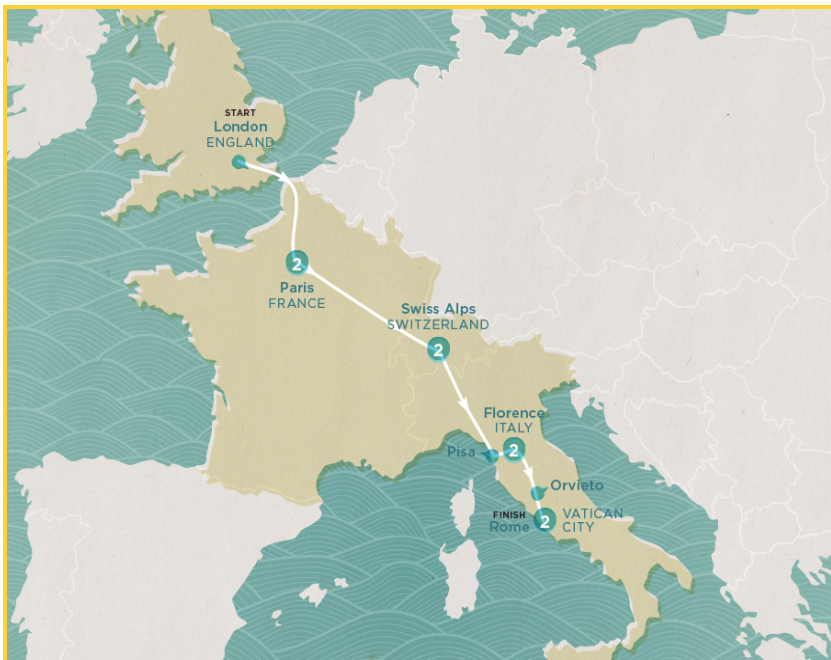 START
London
ENGLAND
2
Paris
FRANCE
Swiss Alps
SWITZERLAND
2
Florence
ITALY
Pisa
2
Orvieto
FINISH
Rome
2
VATICAN
CITY